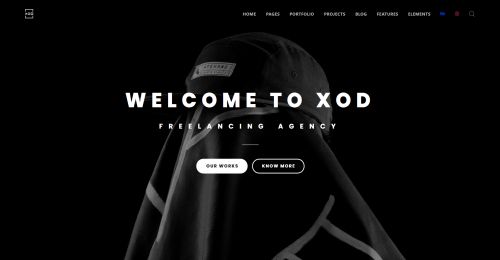 XOD
HOME PAGES PORTFOLIO PROJECTS BLOG FEATURES ELEMENTS
WELCOME TO XOD
FREELANCING AGENCY
OUR WORKS
KNOW MORE